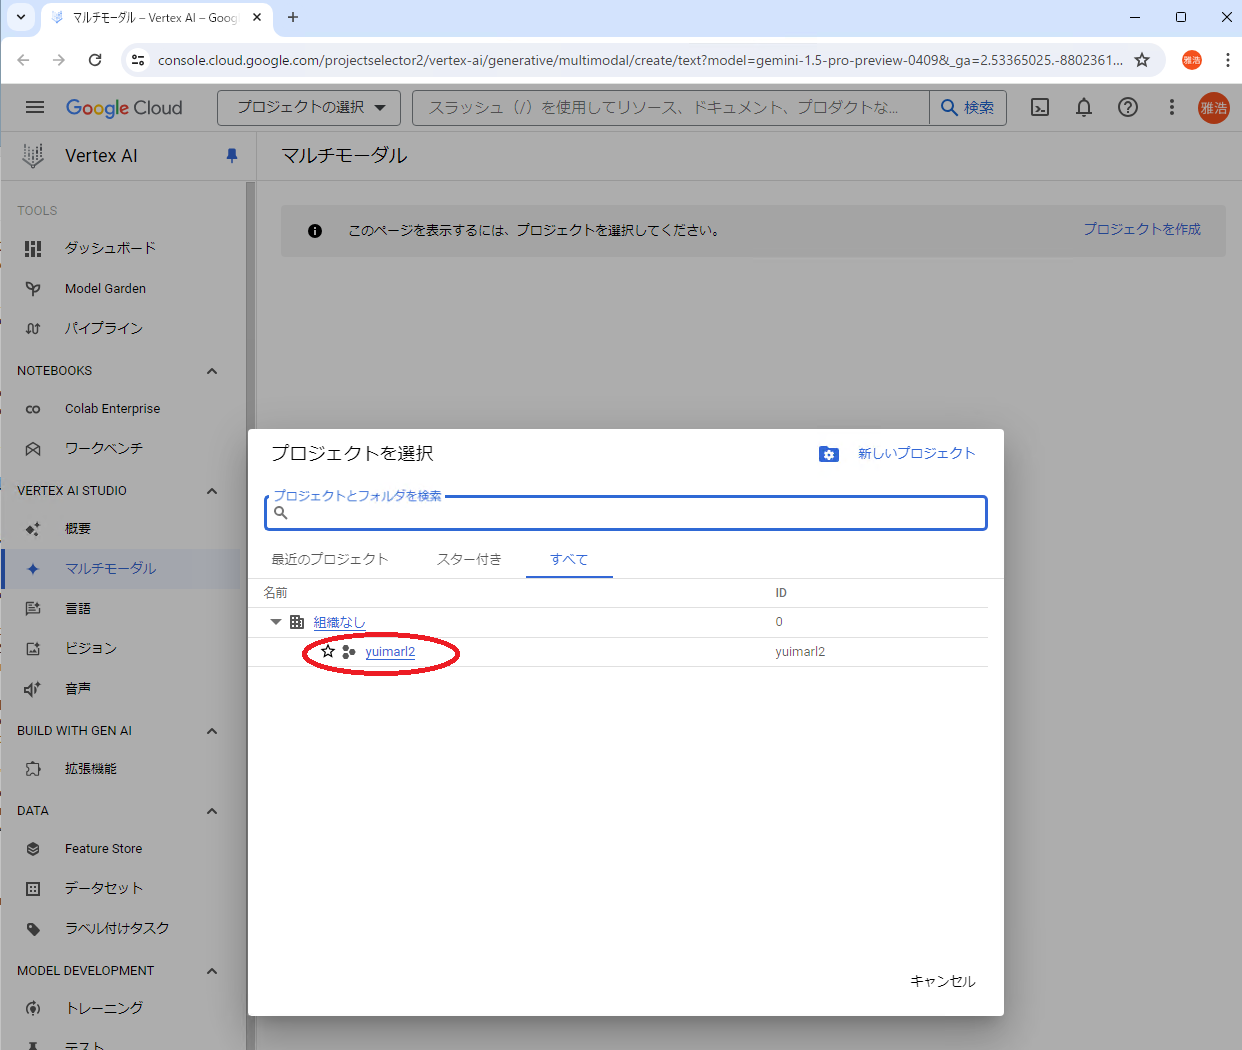 マルチモーダル – Vertex AI – Goog
console.cloud.google.com/projectselector2/vertex-ai/generative/multimodal/create/text?model=gemini-1.5-pro-preview-0409&_ga=2.53365025.-8802361...
雅浩
Google Cloud
プロジェクトの選択
スラッシュ（/）を使用してリソース、ドキュメント、プロダクトな...
検索
雅浩
Vertex AI
マルチモーダル
TOOLS
このページを表示するには、プロジェクトを選択してください。
プロジェクトを作成
ダッシュボード
Model Garden
パイプライン
NOTEBOOKS
Colab Enterprise
ワークベンチ
VERTEX AI STUDIO
概要
マルチモーダル
言語
ビジョン
音声
BUILD WITH GEN AI
拡張機能
DATA
Feature Store
データセット
ラベル付けタスク
MODEL DEVELOPMENT
トレーニング
テスト
プロジェクトを選択
新しいプロジェクト
プロジェクトとフォルダを検索
最近のプロジェクト
スター付き
すべて
名前
ID
組織なし
0
yuimarl2
yuimarl2
キャンセル